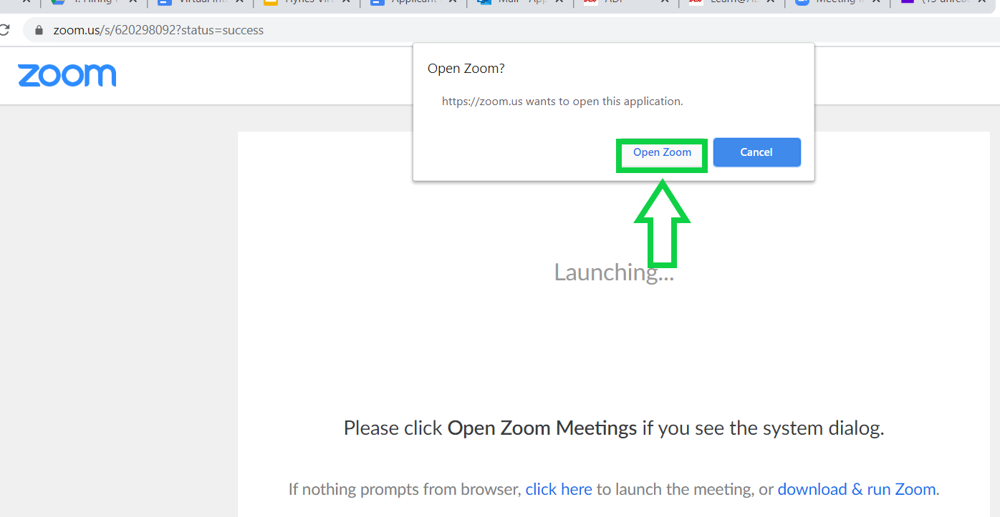 zoom.us/s/620298092?status=success
zoom
Open Zoom?
https://zoom.us wants to open this application.
Open Zoom
Cancel
Launching...
Please click Open Zoom Meetings if you see the system dialog.
If nothing prompts from browser, click here to launch the meeting, or download & run Zoom.